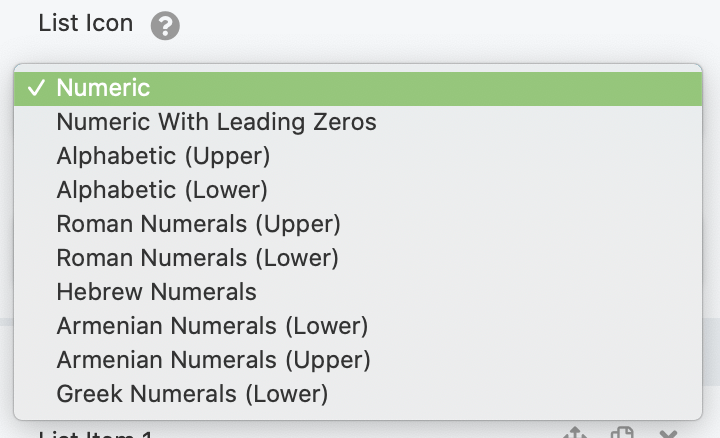 List Icon ?
✓ Numeric
Numeric With Leading Zeros
Alphabetic (Upper)
Alphabetic (Lower)
Roman Numerals (Upper)
Roman Numerals (Lower)
Hebrew Numerals
Armenian Numerals (Lower)
Armenian Numerals (Upper)
Greek Numerals (Lower)
List Item 1